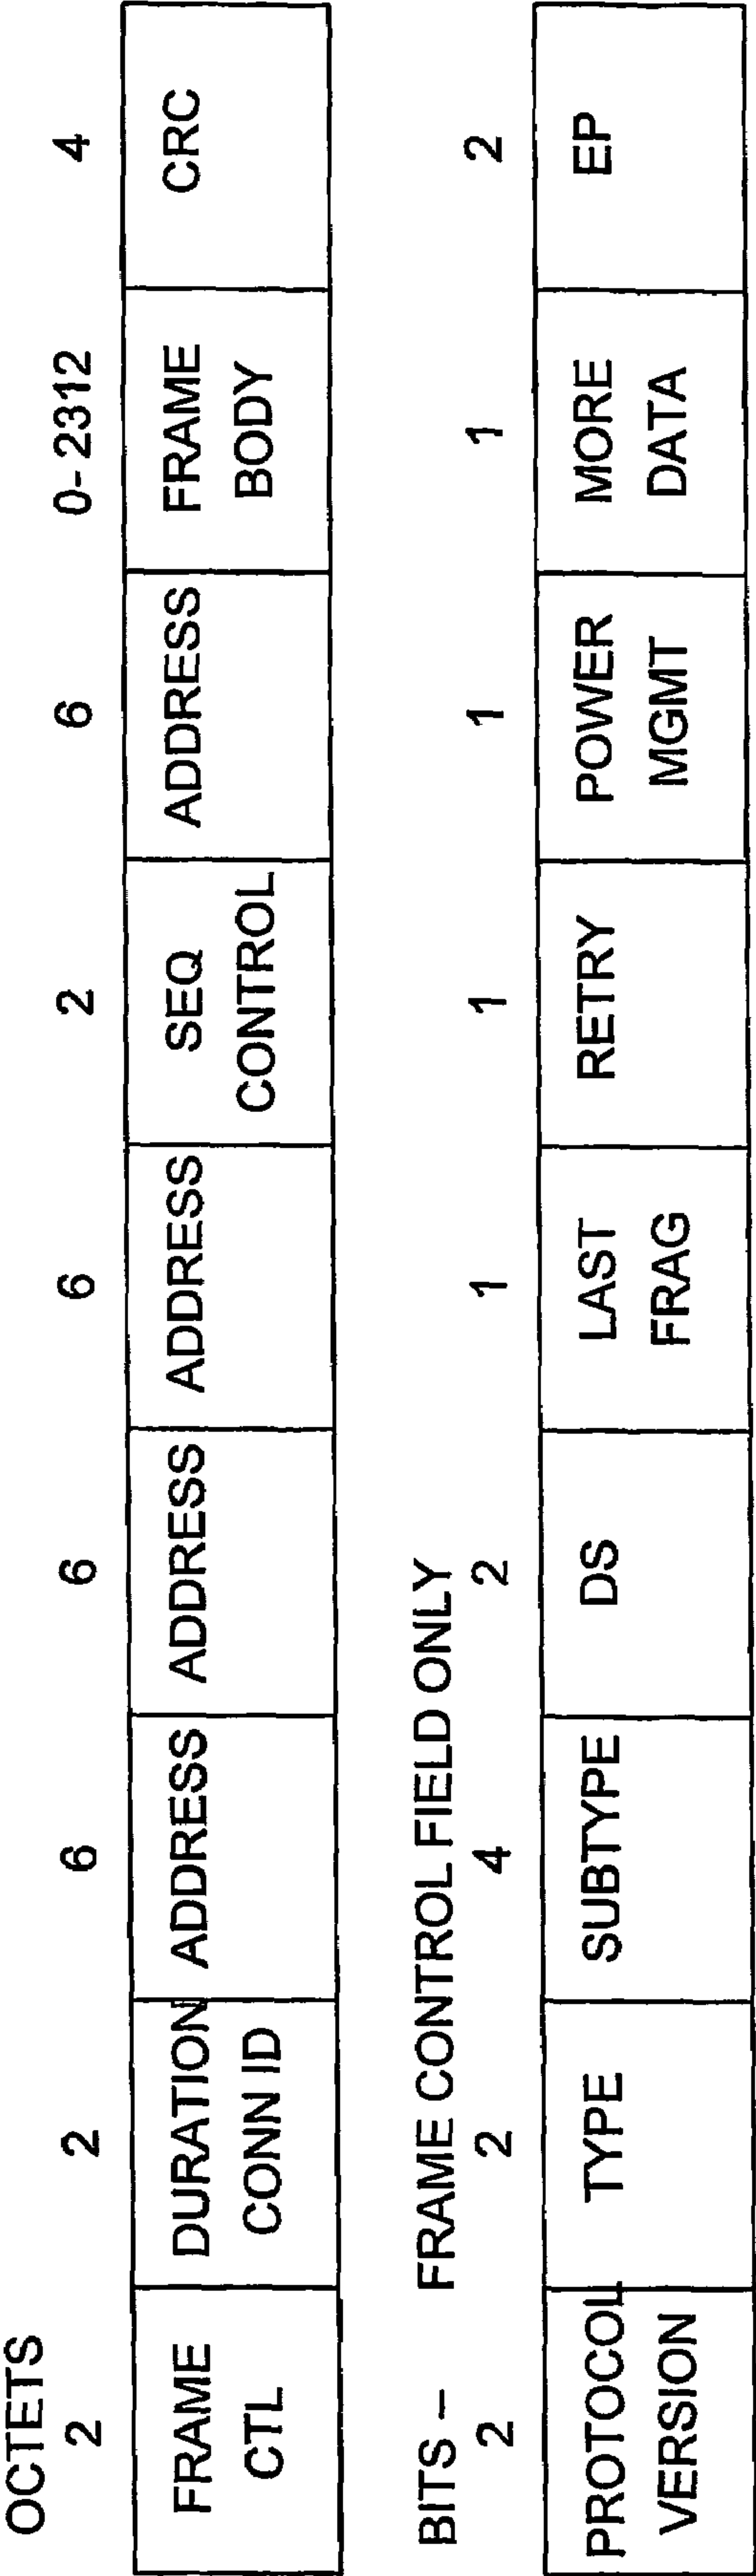 OCTETS
2 2 6 6 6 2 6 0-2312 4
FRAME CTL DURATION CONN ID ADDRESS ADDRESS ADDRESS SEQ CONTROL ADDRESS FRAME BODY CRC
BITS – FRAME CONTROL FIELD ONLY
2 2 4 2 1 1 1 1 2
PROTOCOL VERSION TYPE SUBTYPE DS LAST FRAG RETRY POWER MGMT MORE DATA EP